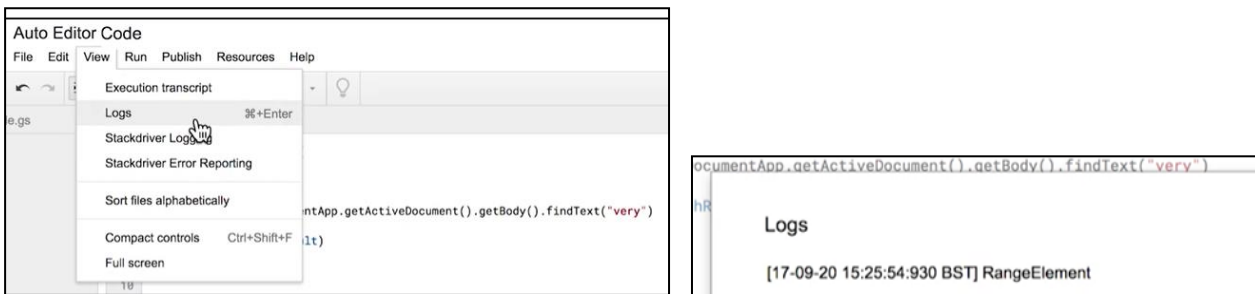 Auto Editor Code
File Edit View Run Publish Resources Help
Execution transcript
Logs ⌘+Enter
e.gs
Stackdriver
Stackdriver Error Reporting
Sort files alphabetically
ntApp.getActiveDocument().getBody().findText("very")
Compact controls Ctrl+Shift+F
lt)
Full screen
10
ocumentApp.getActiveDocument().getBody().findText("very")
hR
Logs
[17-09-20 15:25:54:930 BST] RangeElement